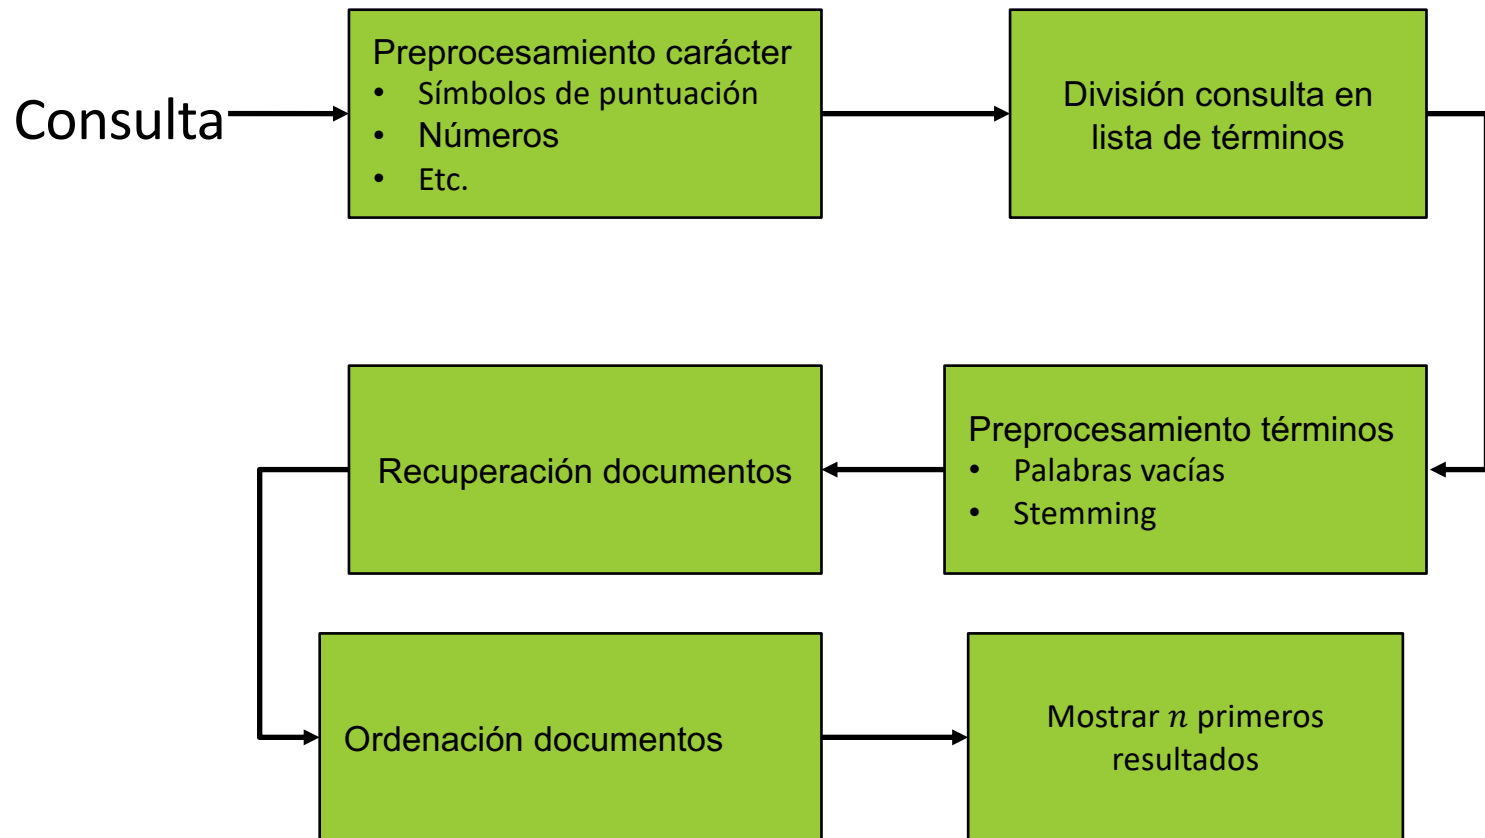 Consulta
Preprocesamiento carácter
• Símbolos de puntuación
• Números
• Etc.
División consulta en
lista de términos
Preprocesamiento términos
• Palabras vacías
• Stemming
Recuperación documentos
Ordenación documentos
Mostrar 𝑛 primeros
resultados